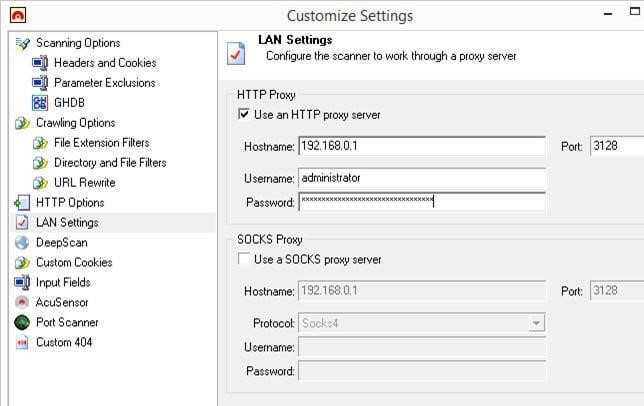 Customize Settings
Scanning Options
Headers and Cookies
Parameter Exclusions
GHDB
Crawling Options
File Extension Filters
Directory and File Filters
URL Rewrite
HTTP Options
LAN Settings
DeepScan
Custom Cookies
Input Fields
AcuSensor
Port Scanner
404 Custom 404
LAN Settings
Configure the scanner to work through a proxy server
HTTP Proxy
Use an HTTP proxy server
Hostname: 192.168.0.1 Port: 3128
Username: administrator
Password:
SOCKS Proxy
Use a SOCKS proxy server
Hostname: 192.168.0.1 Port: 3128
Protocol: Socks4
Username:
Password: